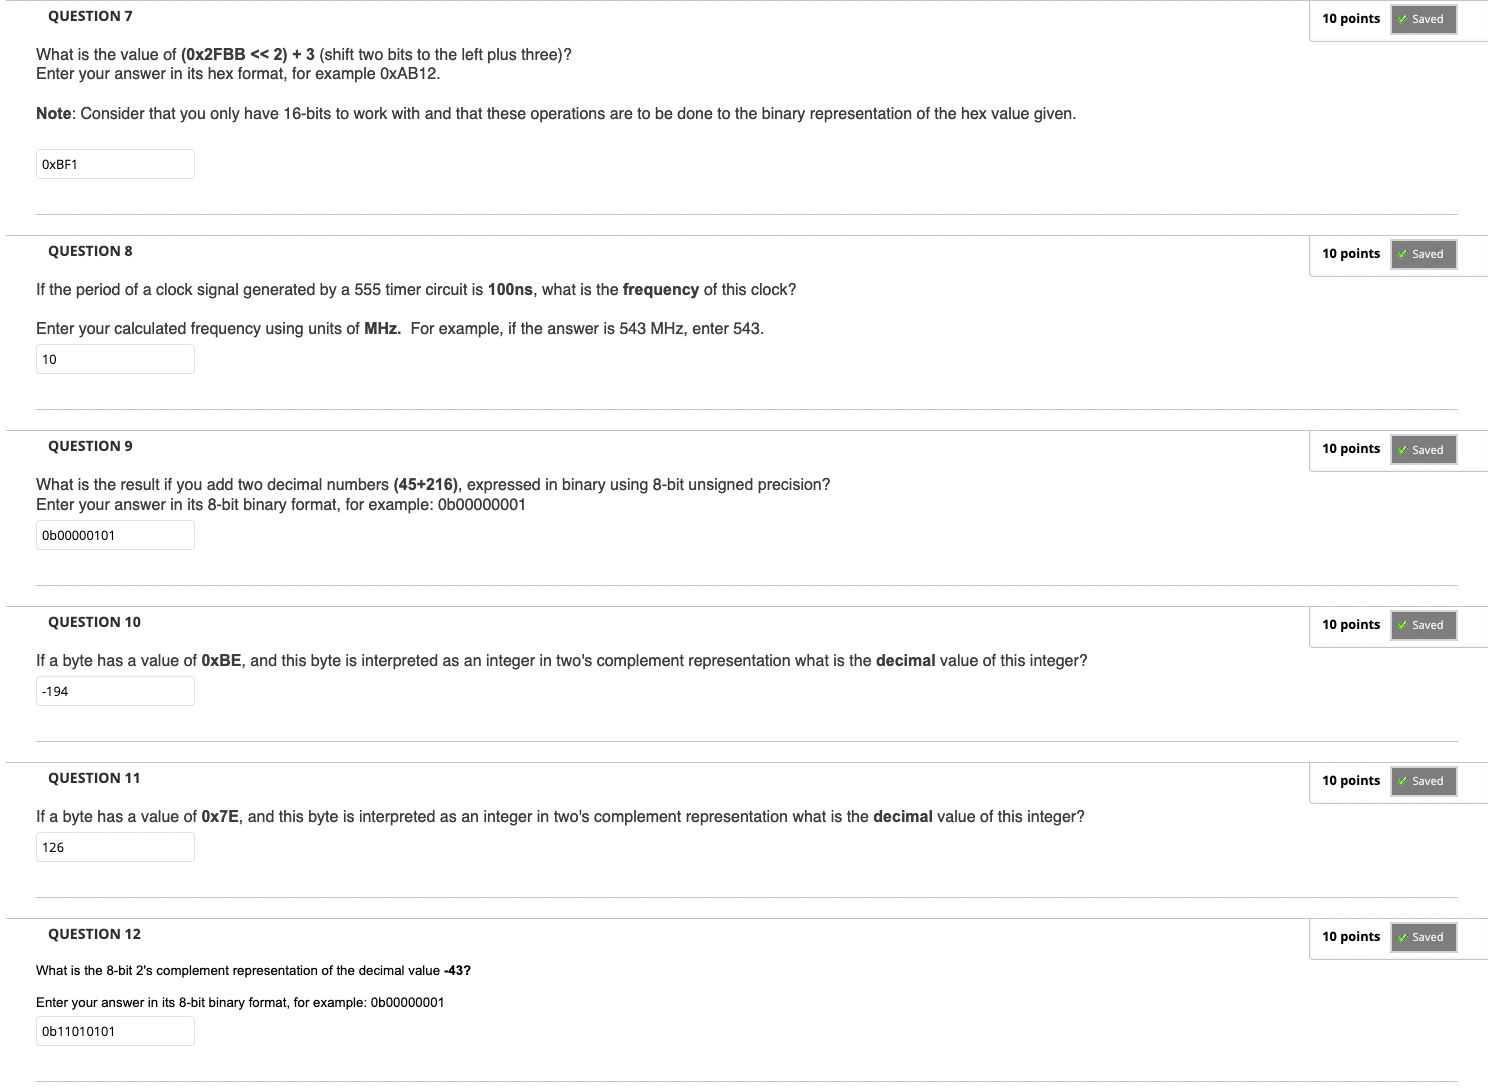 QUESTION 7
10 points
Saved
What is the value of (0x2FBB << 2) + 3 (shift two bits to the left plus three)?
Enter your answer in its hex format, for example 0xAB12.
Note: Consider that you only have 16-bits to work with and that these operations are to be done to the binary representation of the hex value given.
0xBF1
QUESTION 8
10 points
Saved
If the period of a clock signal generated by a 555 timer circuit is 100ns, what is the frequency of this clock?
Enter your calculated frequency using units of MHz. For example, if the answer is 543 MHz, enter 543.
10
QUESTION 9
10 points
Saved
What is the result if you add two decimal numbers (45+216), expressed in binary using 8-bit unsigned precision?
Enter your answer in its 8-bit binary format, for example: 0b00000001
0b00000101
QUESTION 10
10 points
Saved
If a byte has a value of 0xBE, and this byte is interpreted as an integer in two's complement representation what is the decimal value of this integer?
-194
QUESTION 11
10 points
Saved
If a byte has a value of 0x7E, and this byte is interpreted as an integer in two's complement representation what is the decimal value of this integer?
126
QUESTION 12
10 points
Saved
What is the 8-bit 2's complement representation of the decimal value -43?
Enter your answer in its 8-bit binary format, for example: 0b00000001
0b11010101